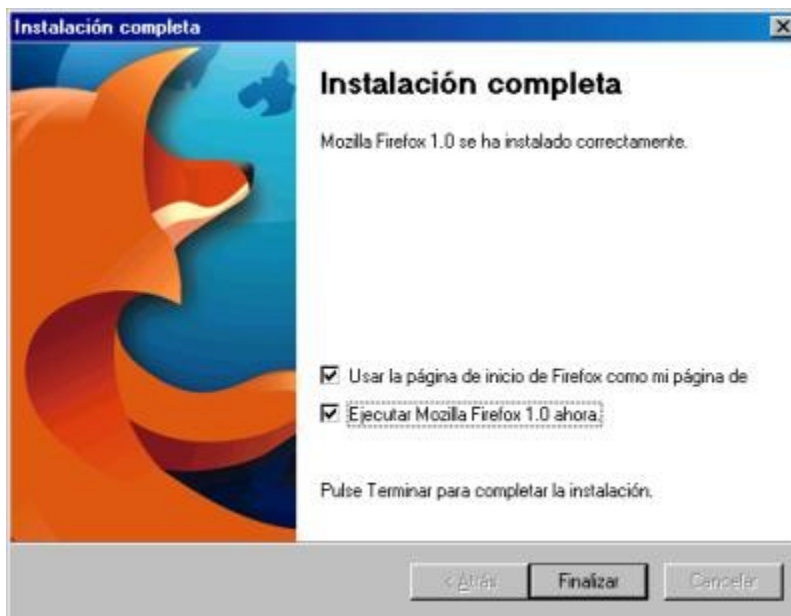 Instalación completa
Instalación completa
Mozilla Firefox 1.0 se ha instalado correctamente.
Usar la página de inicio de Firefox como mi página de
Ejecutar Mozilla Firefox 1.0 ahora.
Pulse Terminar para completar la instalación.
< Atrás Finalizar Cancelar